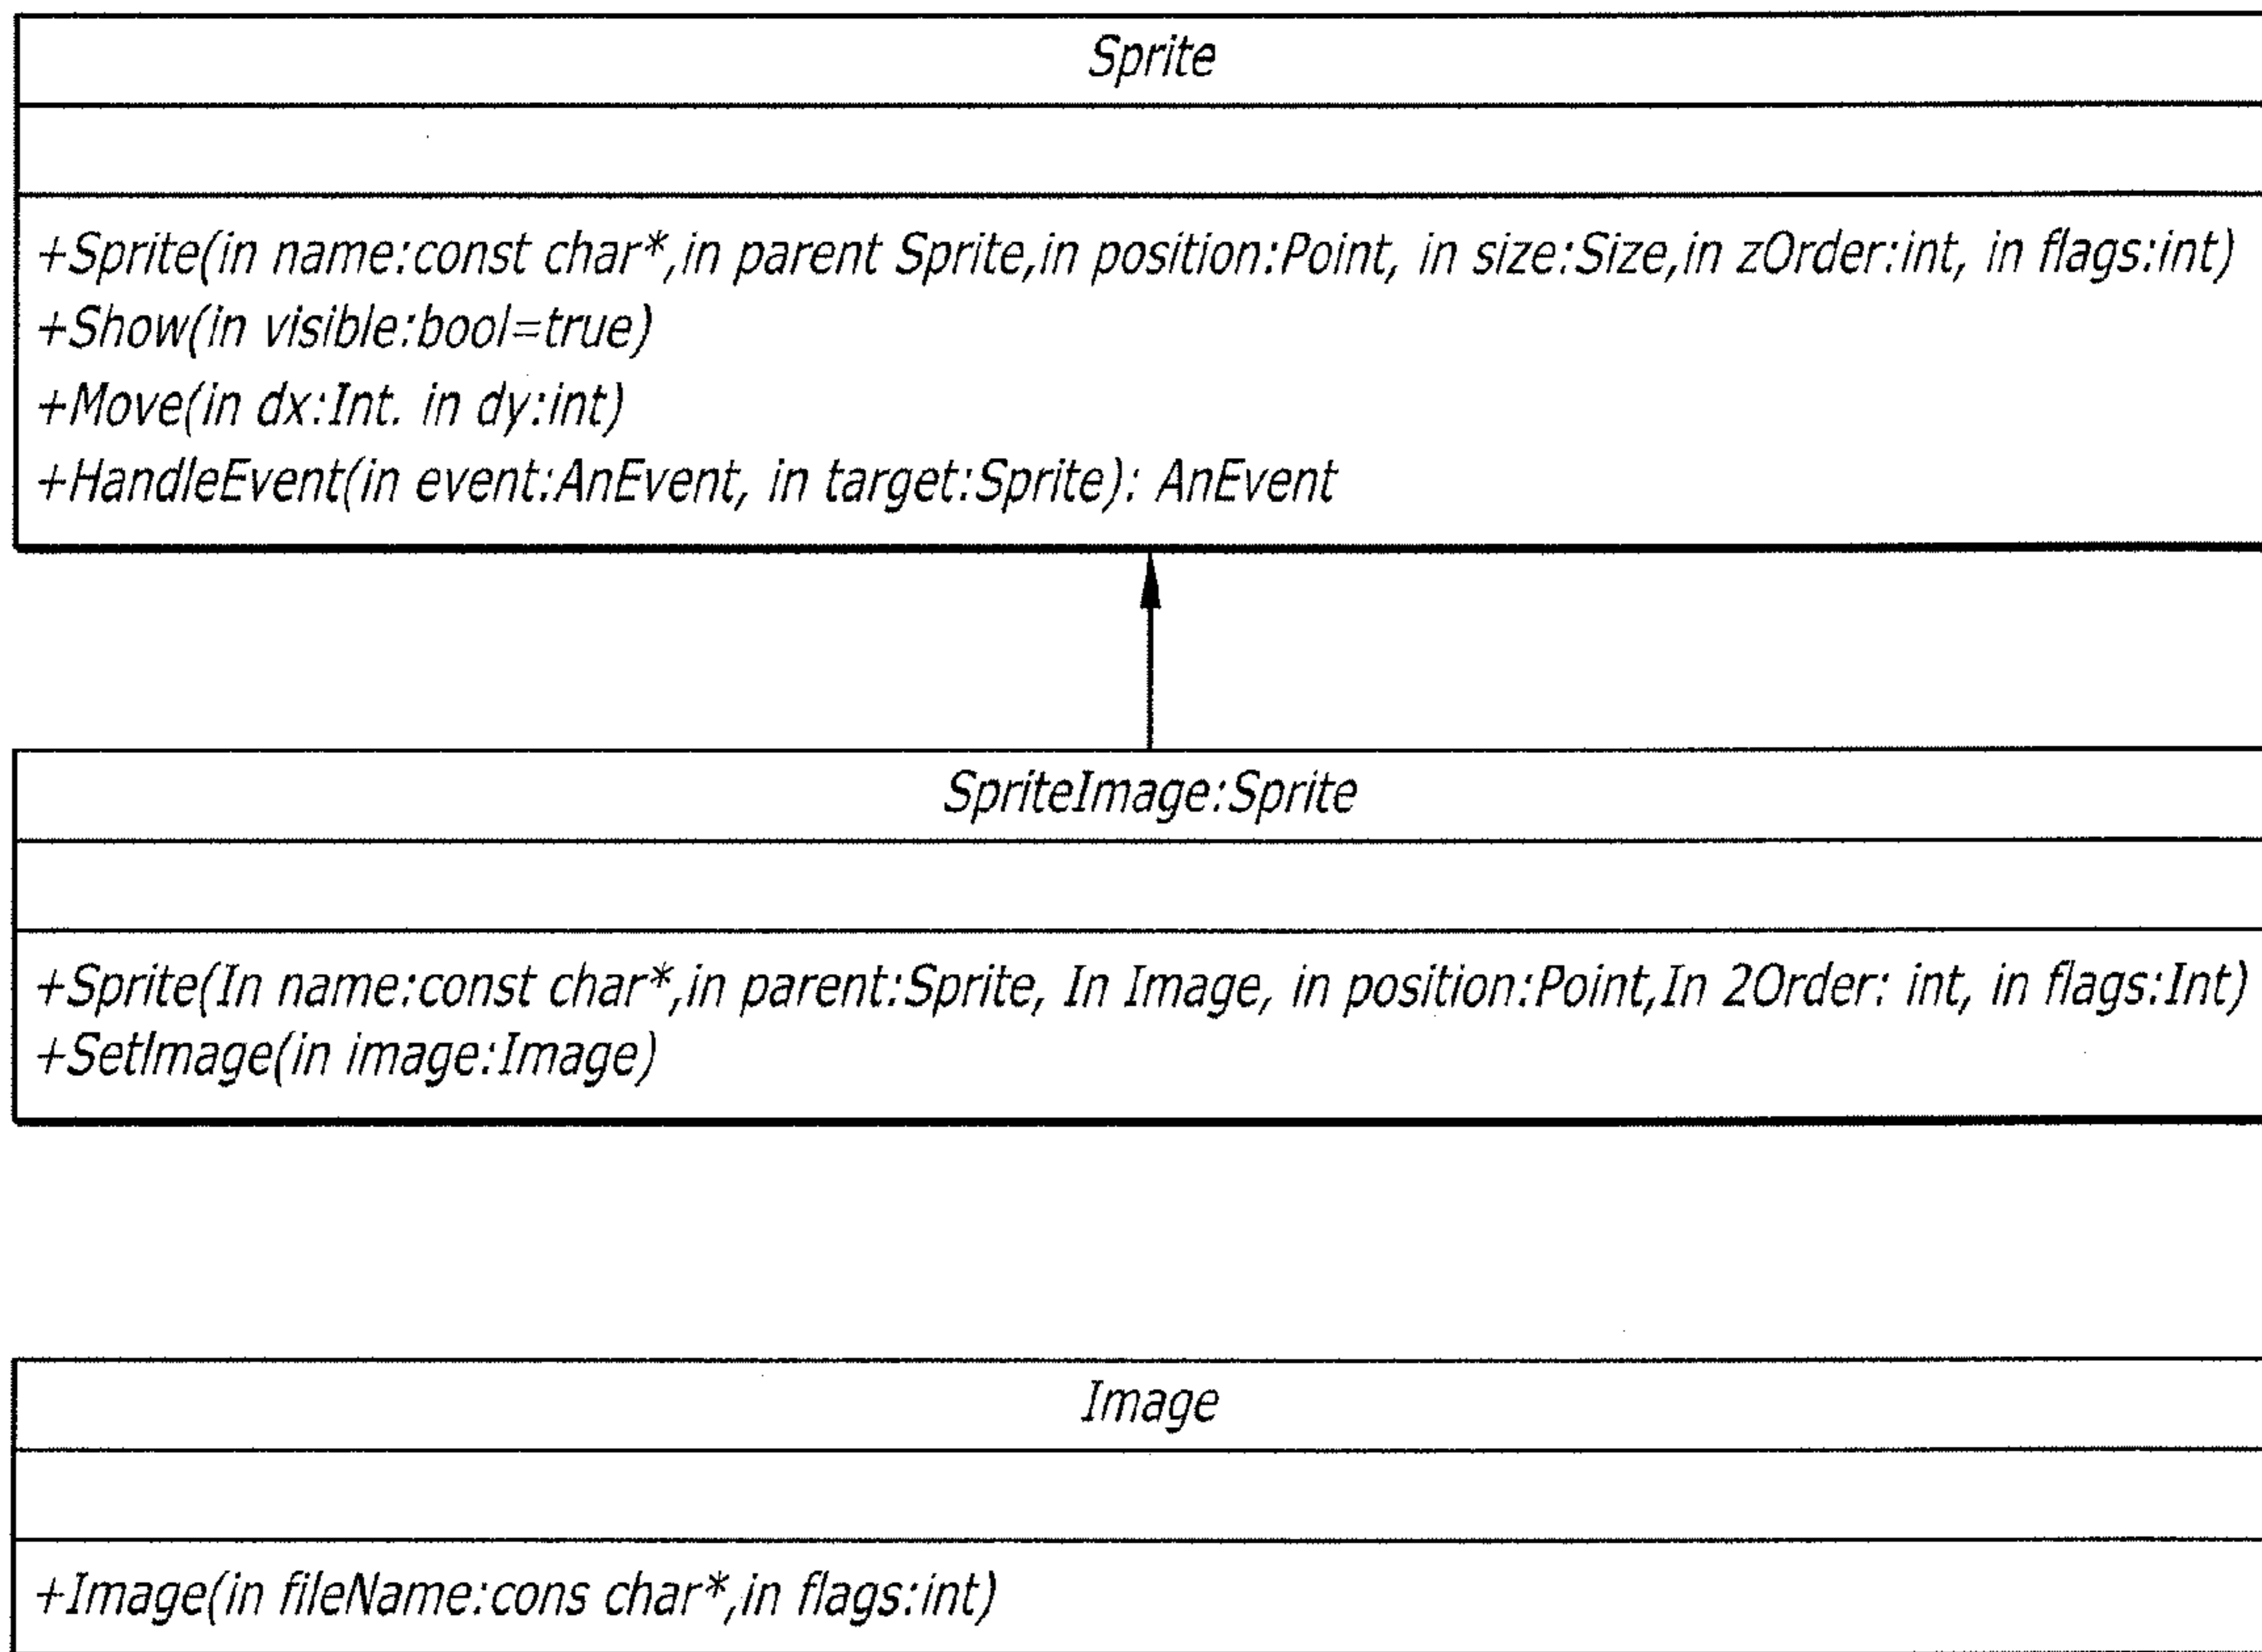 Sprite
+Sprite(in name:const char*,in parent Sprite,in position:Point, in size:Size,in zOrder:int, in flags:int)
+Show(in visible:bool=true)
+Move(in dx:Int. in dy:int)
+HandleEvent(in event:AnEvent, in target:Sprite): AnEvent
SpriteImage:Sprite
+Sprite(In name:const char*,in parent:Sprite, In Image, in position:Point,In 2Order: int, in flags:Int)
+SetImage(in image:Image)
Image
+Image(in fileName:cons char*,in flags:int)